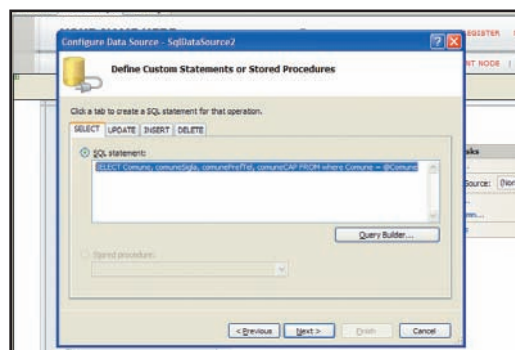 REGISTER
Configure Data Source - SqlDataSource2
NT NODE
Define Custom Statements or Stored Procedures
Click a tab to create a SQL statement for that operation.
SELECT UPDATE INSERT DELETE
SQL statement:
SELECT Comune, comuneSigla, comunePrefTel, comuneCAP FROM where Comune = @Comune
Source: (Non
Query Builder...
Stored procedure:
< Previous Next > Finish Cancel